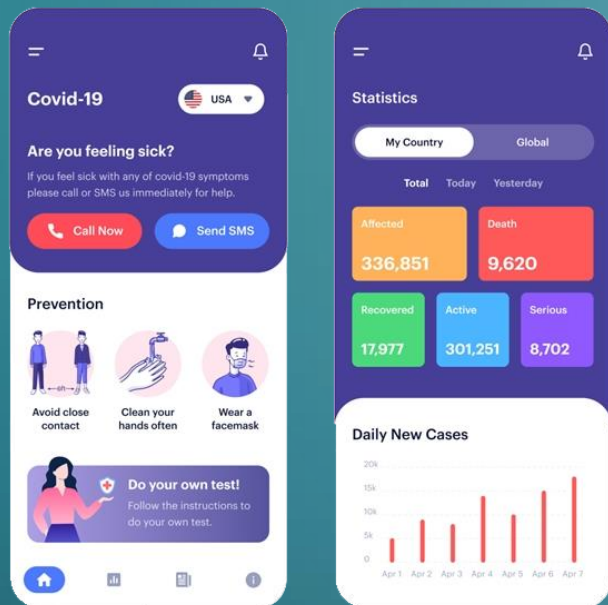 Covid-19
USA
Are you feeling sick?
If you feel sick with any of covid-19 symptoms
please call or SMS us immediately for help.
Call Now
Send SMS
Prevention
6ft
Avoid close
contact
Clean your
hands often
Wear a
facemask
Do your own test!
Follow the instructions to
do your own test.
Statistics
My Country
Global
Total Today Yesterday
Affected
336,851
Death
9,620
Recovered
17,977
Active
301,251
Serious
8,702
Daily New Cases
20k
15k
10k
5k
0
Apr 1 Apr 2 Apr 3 Apr 4 Apr 5 Apr 6 Apr 7